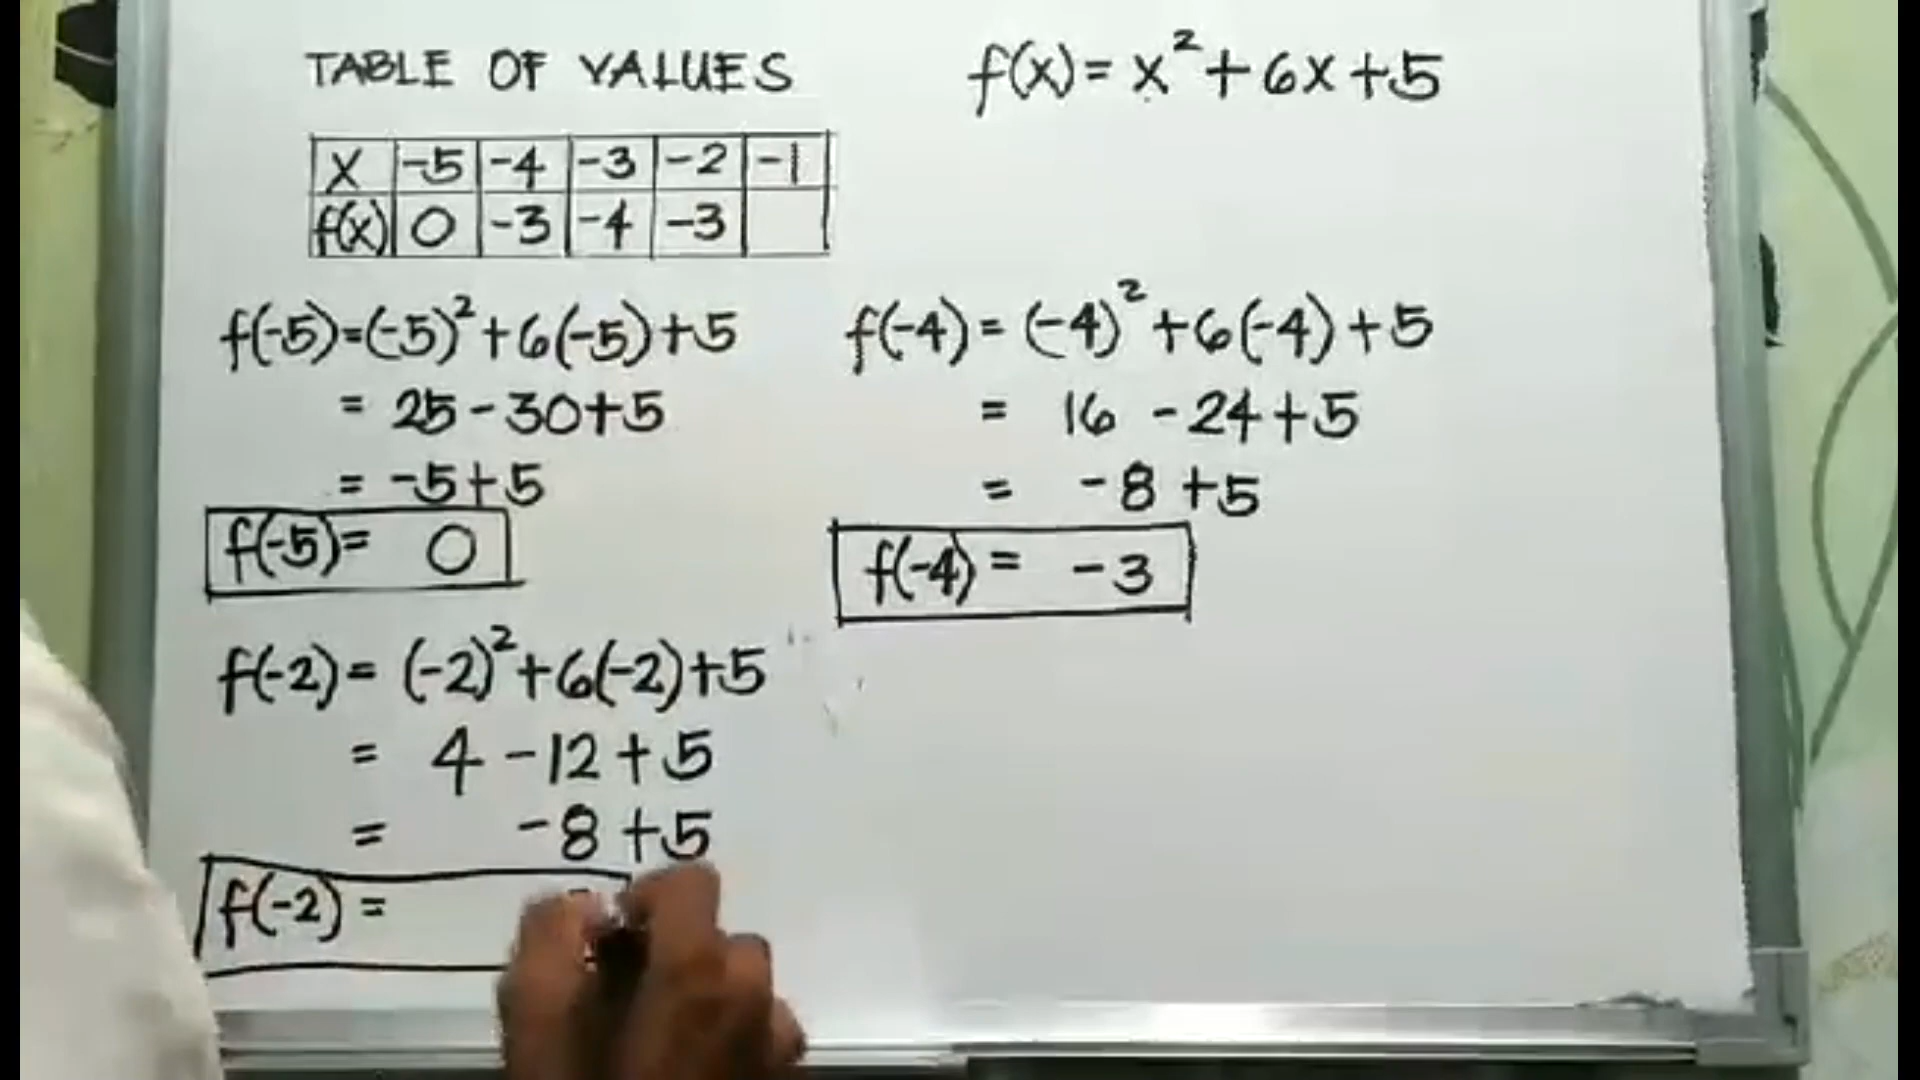 TABLE OF VALUES
f(x) = x² + 6x + 5
x -5 -4 -3 -2 -1
f(x) 0 -3 -4 -3
f(-5) = (-5)² + 6(-5) + 5
= 25 - 30 + 5
= -5 + 5
f(-5) = 0
f(-4) = (-4)² + 6(-4) + 5
= 16 - 24 + 5
= -8 + 5
f(-4) = -3
f(-2) = (-2)² + 6(-2) + 5
= 4 - 12 + 5
= -8 + 5
f(-2) =